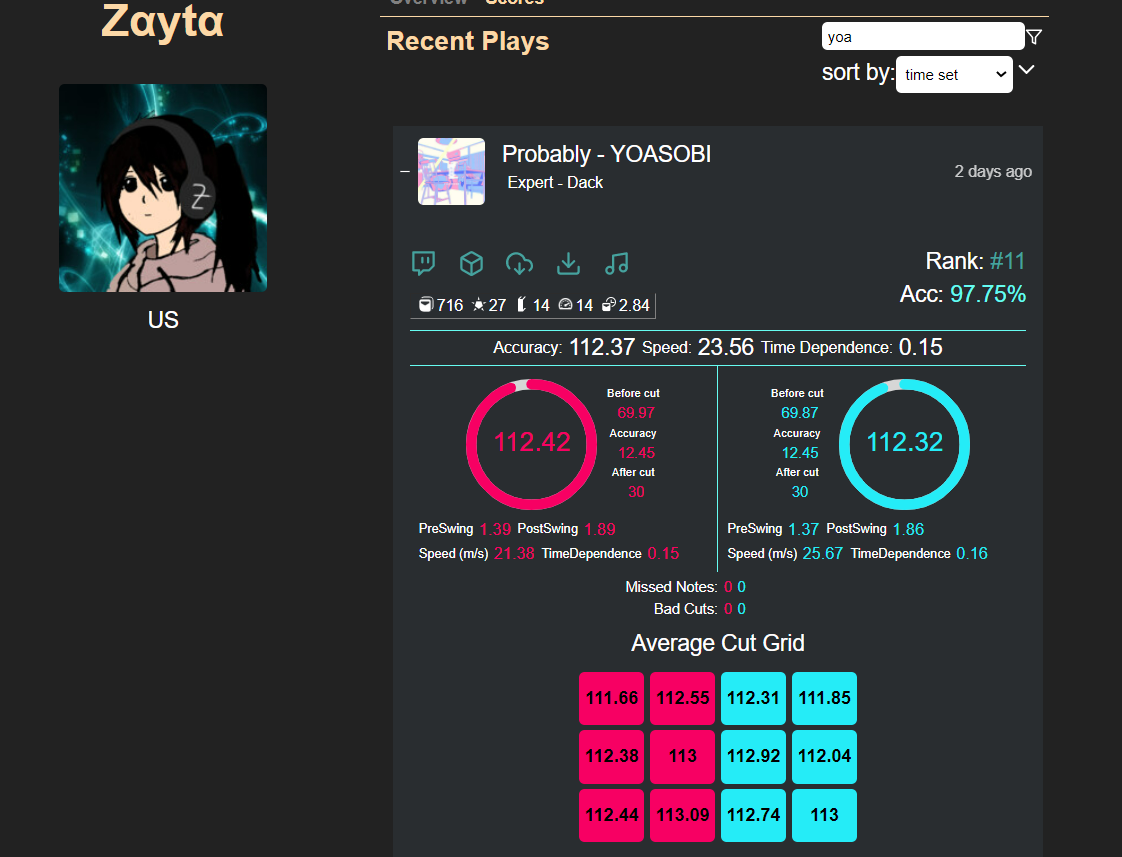 Overview Scores
Zayta
Recent Plays
yoa
sort by: time set
Probably - YOASOBI
Expert - Dack
2 days ago
Z
US
Rank: #11
Acc: 97.75%
716 27 14 14 2.84
Accuracy: 112.37 Speed: 23.56 Time Dependence: 0.15
112.42
Before cut
69.97
Accuracy
12.45
After cut
30
Before cut
69.87
Accuracy
12.45
After cut
30
112.32
PreSwing 1.39 PostSwing 1.89
Speed (m/s) 21.38 TimeDependence 0.15
PreSwing 1.37 PostSwing 1.86
Speed (m/s) 25.67 TimeDependence 0.16
Missed Notes: 0 0
Bad Cuts: 0 0
Average Cut Grid
111.66 112.55 112.31 111.85
112.38 113 112.92 112.04
112.44 113.09 112.74 113